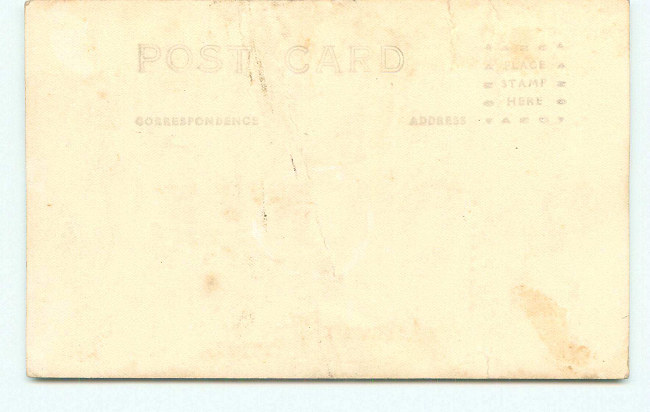 POST CARD
CORRESPONDENCE
ADDRESS
PLACE
STAMP
HERE